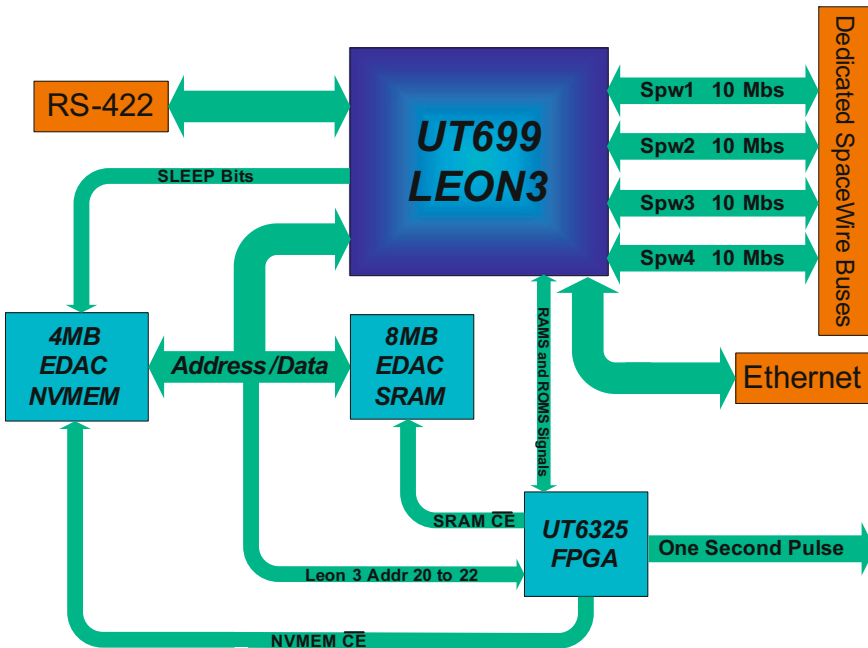 RS-422
UT699
LEON3
Spw1 10 Mbs
Spw2 10 Mbs
Spw3 10 Mbs
Spw4 10 Mbs
Dedicated SpaceWire Buses
SLEEP Bits
4MB
EDAC
NVMEM
Address/Data
8MB
EDAC
SRAM
RAMS and ROMS Signals
Ethernet
SRAM C̅E̅
UT6325
FPGA
One Second Pulse
Leon 3 Addr 20 to 22
NVMEM C̅E̅